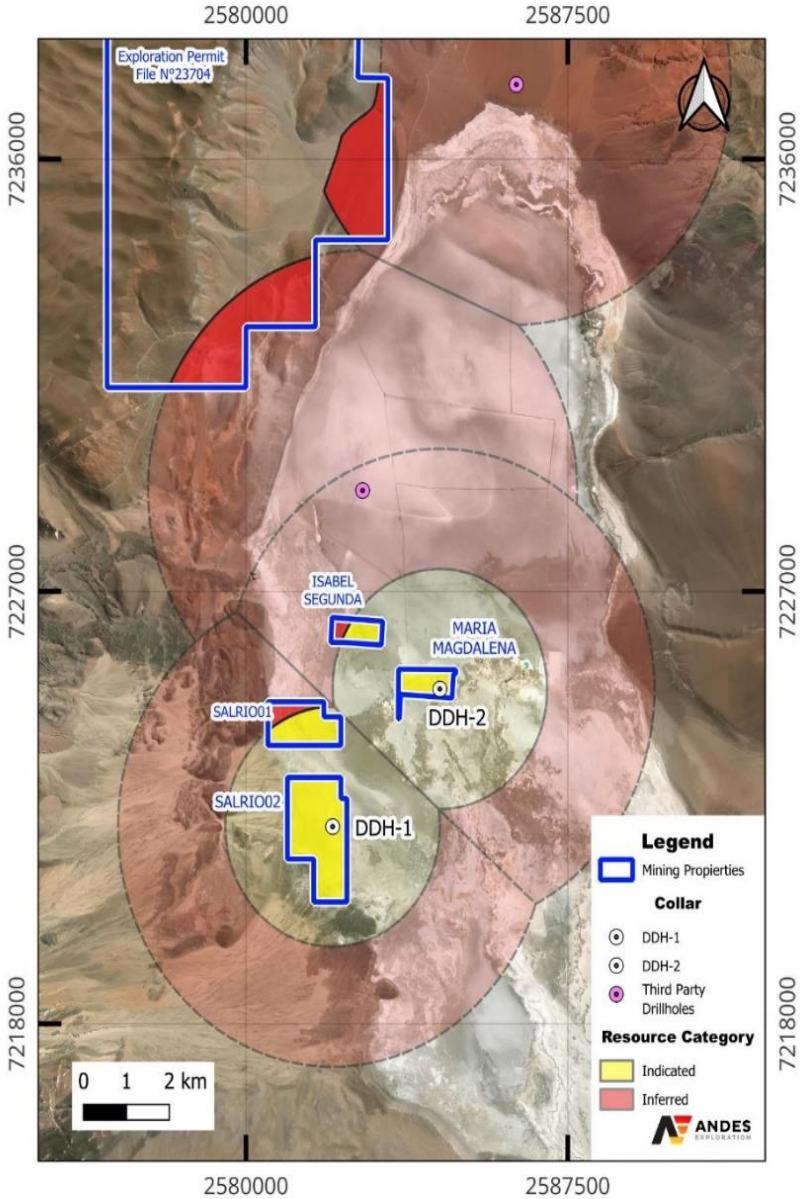 2580000
2587500
Exploration Permit
File N°23704
7236000
7236000
7227000
7227000
ISABEL
SEGUNDA
MARIA
MAGDALENA
DDH-2
SALRIO01
SALRIO02
DDH-1
7218000
7218000
0 1 2 km
Legend
Mining Propierties
Collar
DDH-1
DDH-2
Third Party
Drillholes
Resource Category
Indicated
Inferred
ANDES
EXPLORATION
2580000
2587500